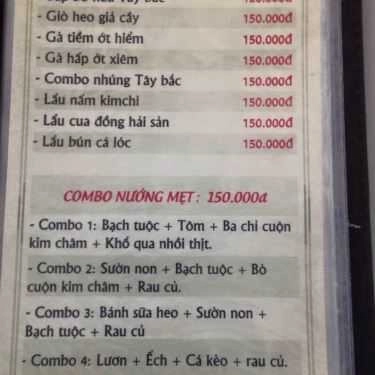 - Giò heo giả cầy 150.000đ
- Gà tiềm ớt hiểm 150.000đ
- Gà hấp ớt xiêm 150.000đ
- Combo nhúng Tây bắc 150.000đ
- Lẩu nấm kimchi 150.000đ
- Lẩu cua đồng hải sản 150.000đ
- Lẩu bún cá lóc 150.000đ
COMBO NƯỚNG MẸT : 150.000đ
- Combo 1: Bạch tuộc + Tôm + Ba chỉ cuộn
kim châm + Khổ qua nhồi thịt.
- Combo 2: Sườn non + Bạch tuộc + Bò
cuộn kim châm + Rau củ.
- Combo 3: Bánh sữa heo + Sườn non +
Bạch tuộc + Rau củ
- Combo 4: Lươn + Ếch + Cá kèo + rau củ.